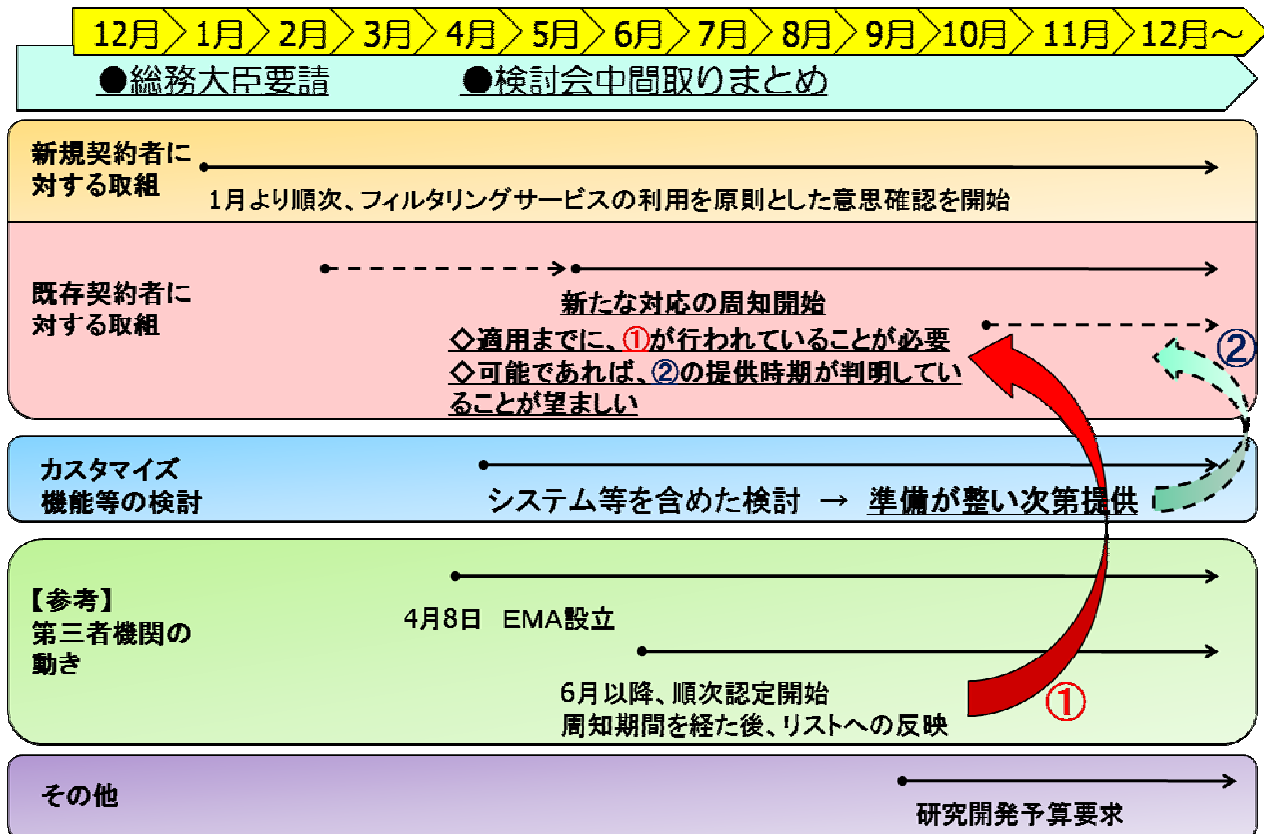 12月 1月 2月 3月 4月 5月 6月 7月 8月 9月 10月 11月 12月～
●総務大臣要請 ●検討会中間取りまとめ
新規契約者に
対する取組
1月より順次、フィルタリングサービスの利用を原則とした意思確認を開始
既存契約者に
対する取組
新たな対応の周知開始
◇適用までに、①が行われていることが必要
◇可能であれば、②の提供時期が判明してい
ることが望ましい
②
カスタマイズ
機能等の検討
システム等を含めた検討 → 準備が整い次第提供
【参考】
第三者機関の
動き
4月8日 EMA設立
6月以降、順次認定開始
周知期間を経た後、リストへの反映
①
その他
研究開発予算要求